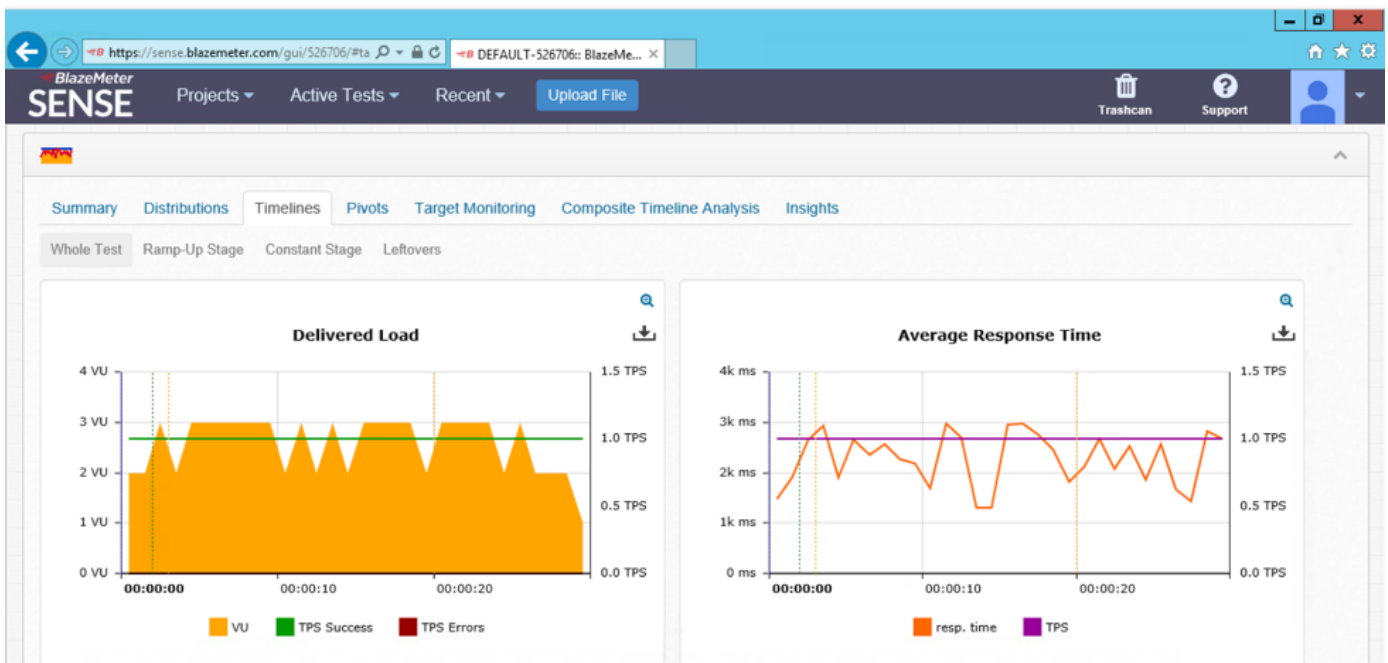 https://sense.blazemeter.com/gui/526706/#ta
DEFAULT-526706:: BlazeMe...
BlazeMeter
SENSE
Projects
Active Tests
Recent
Upload File
Trashcan
Support
Summary
Distributions
Timelines
Pivots
Target Monitoring
Composite Timeline Analysis
Insights
Whole Test
Ramp-Up Stage
Constant Stage
Leftovers
Delivered Load
4 VU
3 VU
2 VU
1 VU
0 VU
1.5 TPS
1.0 TPS
0.5 TPS
0.0 TPS
00:00:00
00:00:10
00:00:20
VU
TPS Success
TPS Errors
Average Response Time
4k ms
3k ms
2k ms
1k ms
0 ms
1.5 TPS
1.0 TPS
0.5 TPS
0.0 TPS
00:00:00
00:00:10
00:00:20
resp. time
TPS